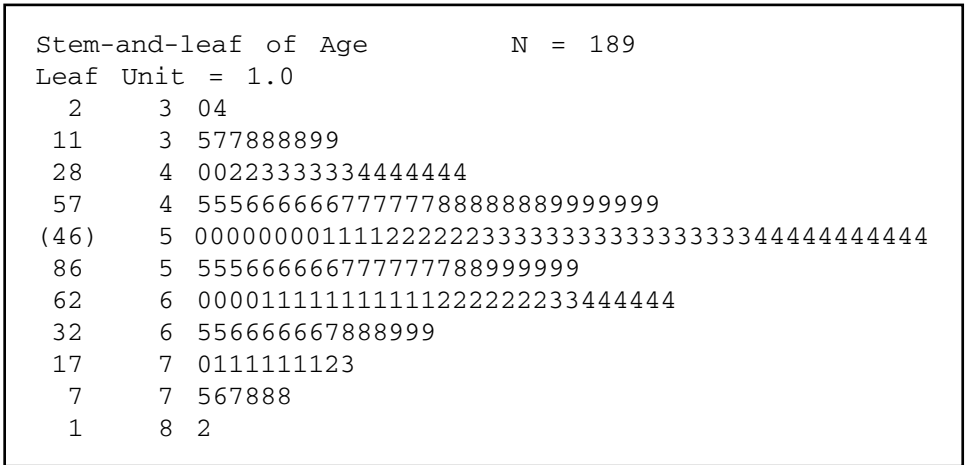 Stem-and-leaf of Age N = 189
Leaf Unit = 1.0
2 3 04
11 3 577888899
28 4 00223333334444444
57 4 55566666677777788888889999999
(46) 5 0000000011112222223333333333333333344444444444
86 5 555666666777777788999999
62 6 000011111111111222222233444444
32 6 556666667888999
17 7 0111111123
7 7 567888
1 8 2